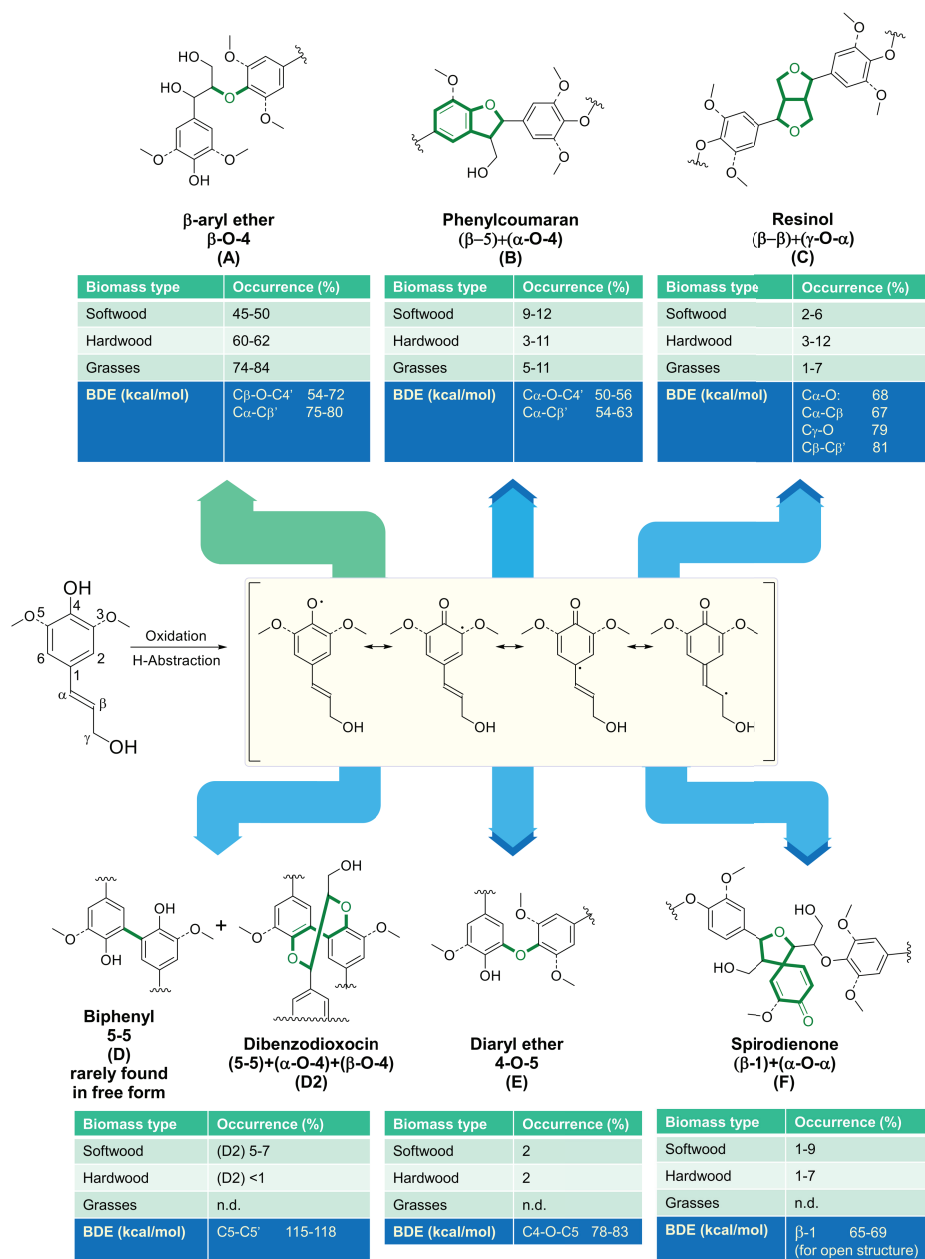 O
HO
O
HO
O
O
O
O
OH
β-aryl ether
β-O-4
(A)
O
O
O
O
O
HO
Phenylcoumaran
(β–5)+(α-O-4)
(B)
O
O
O
O
O
O
O
O
Resinol
(β–β)+(γ-O-α)
(C)
Biomass type Occurrence (%)
Softwood 45-50
Hardwood 60-62
Grasses 74-84
BDE (kcal/mol) Cβ-O-C4' 54-72
Cα-Cβ' 75-80
Biomass type Occurrence (%)
Softwood 9-12
Hardwood 3-11
Grasses 5-11
BDE (kcal/mol) Cα-O-C4' 50-56
Cα-Cβ' 54-63
Biomass type Occurrence (%)
Softwood 2-6
Hardwood 3-12
Grasses 1-7
BDE (kcal/mol) Cα-O: 68
Cα-Cβ 67
Cγ-O 79
Cβ-Cβ' 81
OH
4
5 3
O O
6 2
1
α β
γ
OH
Oxidation
H-Abstraction
O•
O O
OH
O
O O
OH
O
O O
OH
O
O O
OH
HO
O
O
OH
+
OH
O
O
O
O
Biphenyl
5-5
(D)
rarely found
in free form
Dibenzodioxocin
(5-5)+(α-O-4)+(β-O-4)
(D2)
O
O
O
OH
O
Diaryl ether
4-O-5
(E)
O
O
O
HO
HO
O
O
O
O
O
Spirodienone
(β-1)+(α-O-α)
(F)
Biomass type Occurrence (%)
Softwood (D2) 5-7
Hardwood (D2) <1
Grasses n.d.
BDE (kcal/mol) C5-C5' 115-118
Biomass type Occurrence (%)
Softwood 2
Hardwood 2
Grasses n.d.
BDE (kcal/mol) C4-O-C5 78-83
Biomass type Occurrence (%)
Softwood 1-9
Hardwood 1-7
Grasses n.d.
BDE (kcal/mol) β-1 65-69
(for open structure)